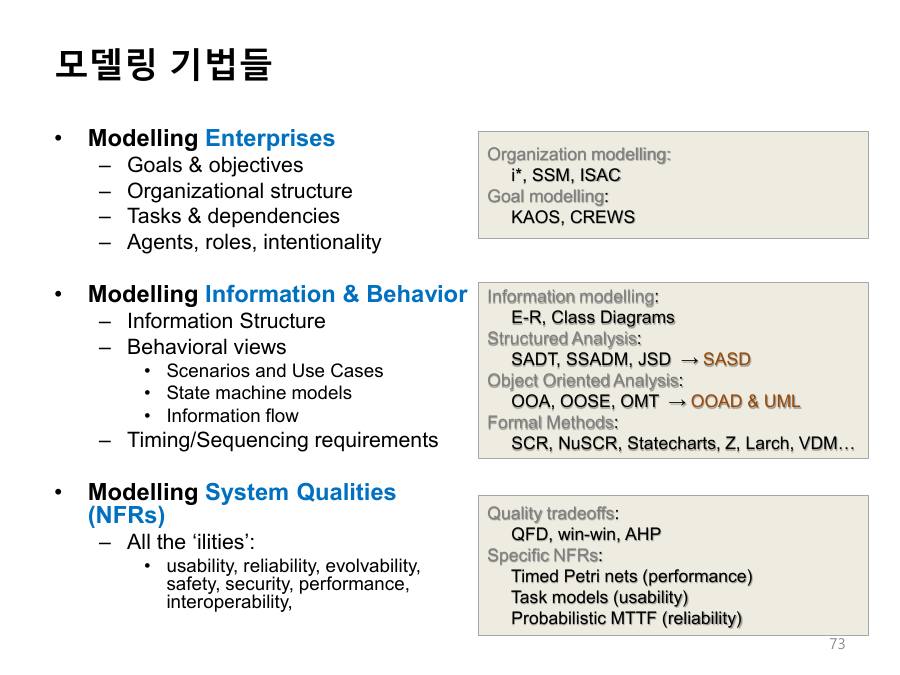 모델링 기법들
• Modelling Enterprises
– Goals & objectives
– Organizational structure
– Tasks & dependencies
– Agents, roles, intentionality
Organization modelling:
i*, SSM, ISAC
Goal modelling:
KAOS, CREWS
• Modelling Information & Behavior
– Information Structure
– Behavioral views
• Scenarios and Use Cases
• State machine models
• Information flow
– Timing/Sequencing requirements
Information modelling:
E-R, Class Diagrams
Structured Analysis:
SADT, SSADM, JSD → SASD
Object Oriented Analysis:
OOA, OOSE, OMT → OOAD & UML
Formal Methods:
SCR, NuSCR, Statecharts, Z, Larch, VDM…
• Modelling System Qualities
(NFRs)
– All the ‘ilities’:
• usability, reliability, evolvability,
safety, security, performance,
interoperability,
Quality tradeoffs:
QFD, win-win, AHP
Specific NFRs:
Timed Petri nets (performance)
Task models (usability)
Probabilistic MTTF (reliability)
73